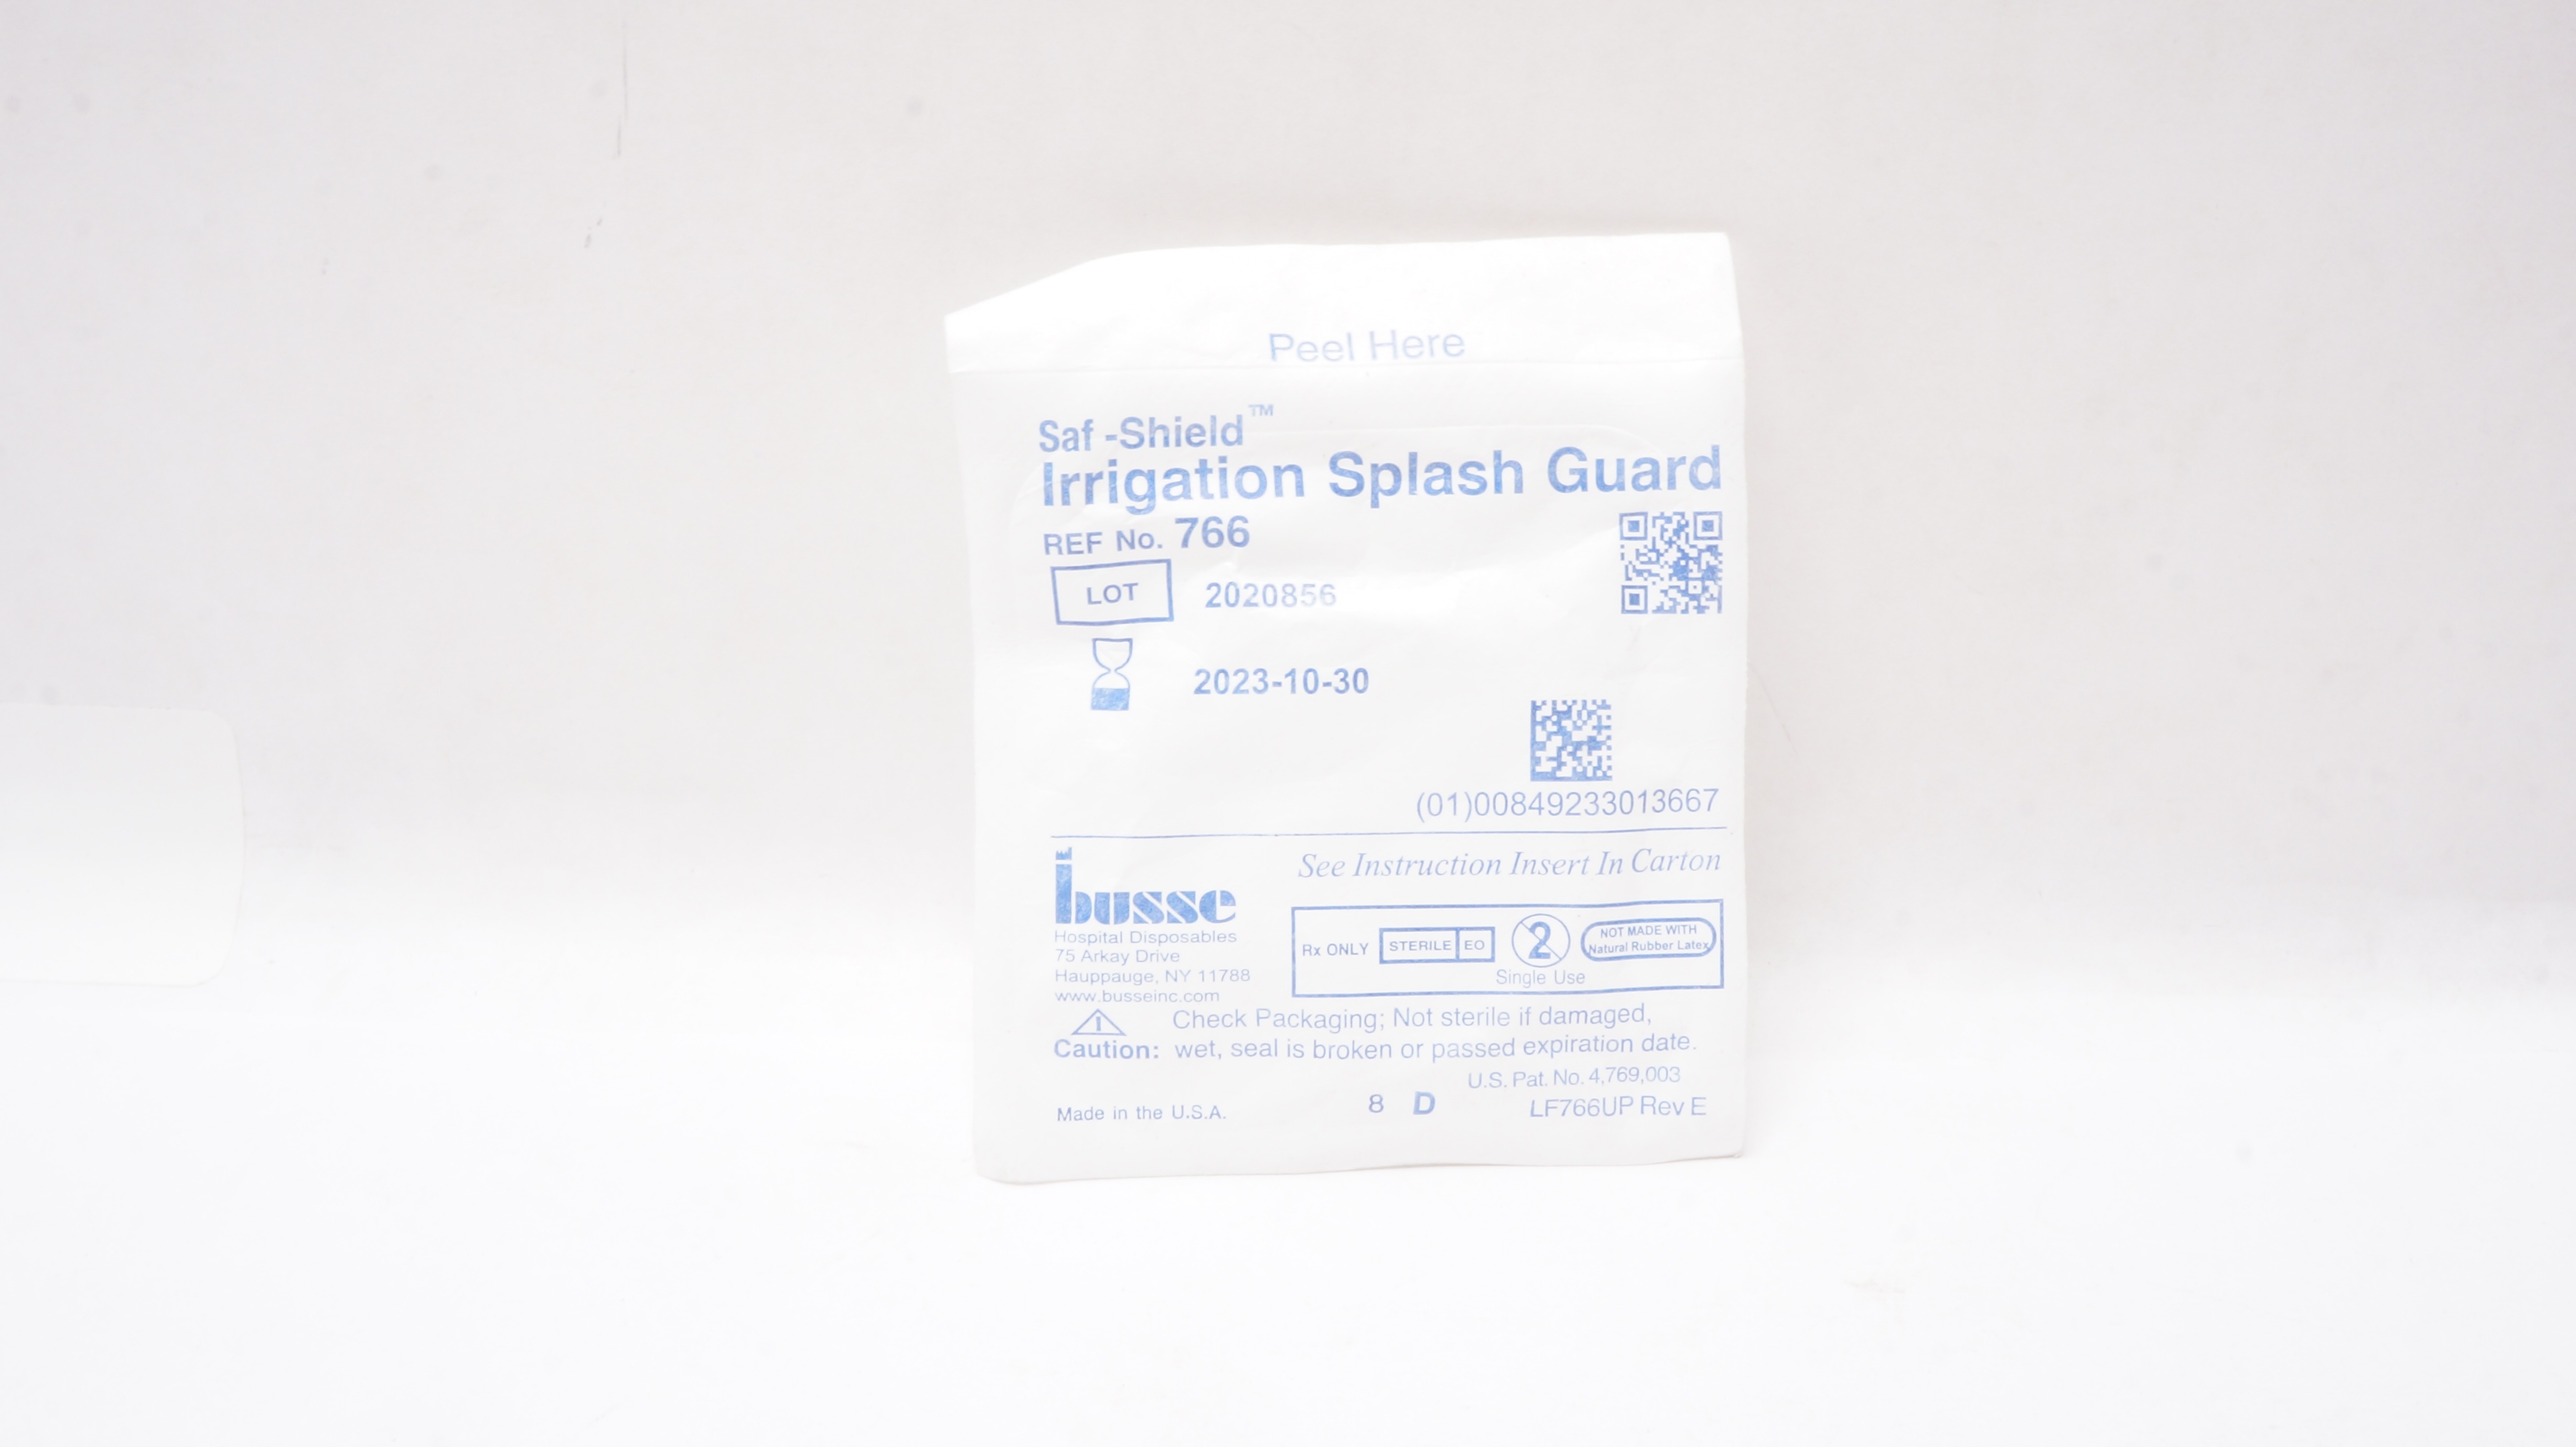 Peel Here
Saf -Shield™
Irrigation Splash Guard
REF No. 766
LOT 2020856
2023-10-30
(01)00849233013667
See Instruction Insert In Carton
busse
Hospital Disposables
75 Arkay Drive
Hauppauge, NY 11788
www.busseinc.com
Rx ONLY STERILE EO 2 NOT MADE WITH
Natural Rubber Latex
Single Use
! Check Packaging; Not sterile if damaged,
Caution: wet, seal is broken or passed expiration date.
U.S. Pat. No. 4,769,003
Made in the U.S.A. 8 D LF766UP Rev E